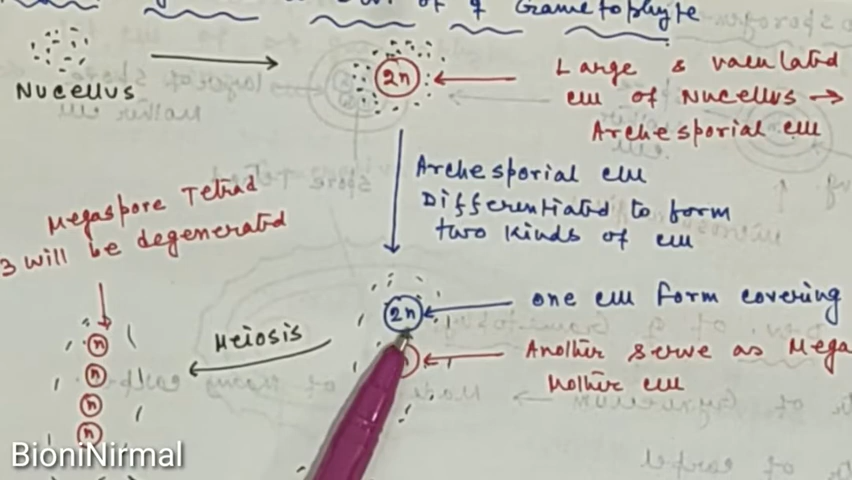 of ♀ Gametophyte
Nucellus
2n
Large & vaculated
cell of Nucellus →
Archesporial cell
Archesporial cell
Differentiated to form
two kinds of cell
Megaspore Tetrad
3 will be degenerated
2n
one cell form covering
Meiosis
Another serve as Mega
Mother cell
n
n
n
n
BioniNirmal